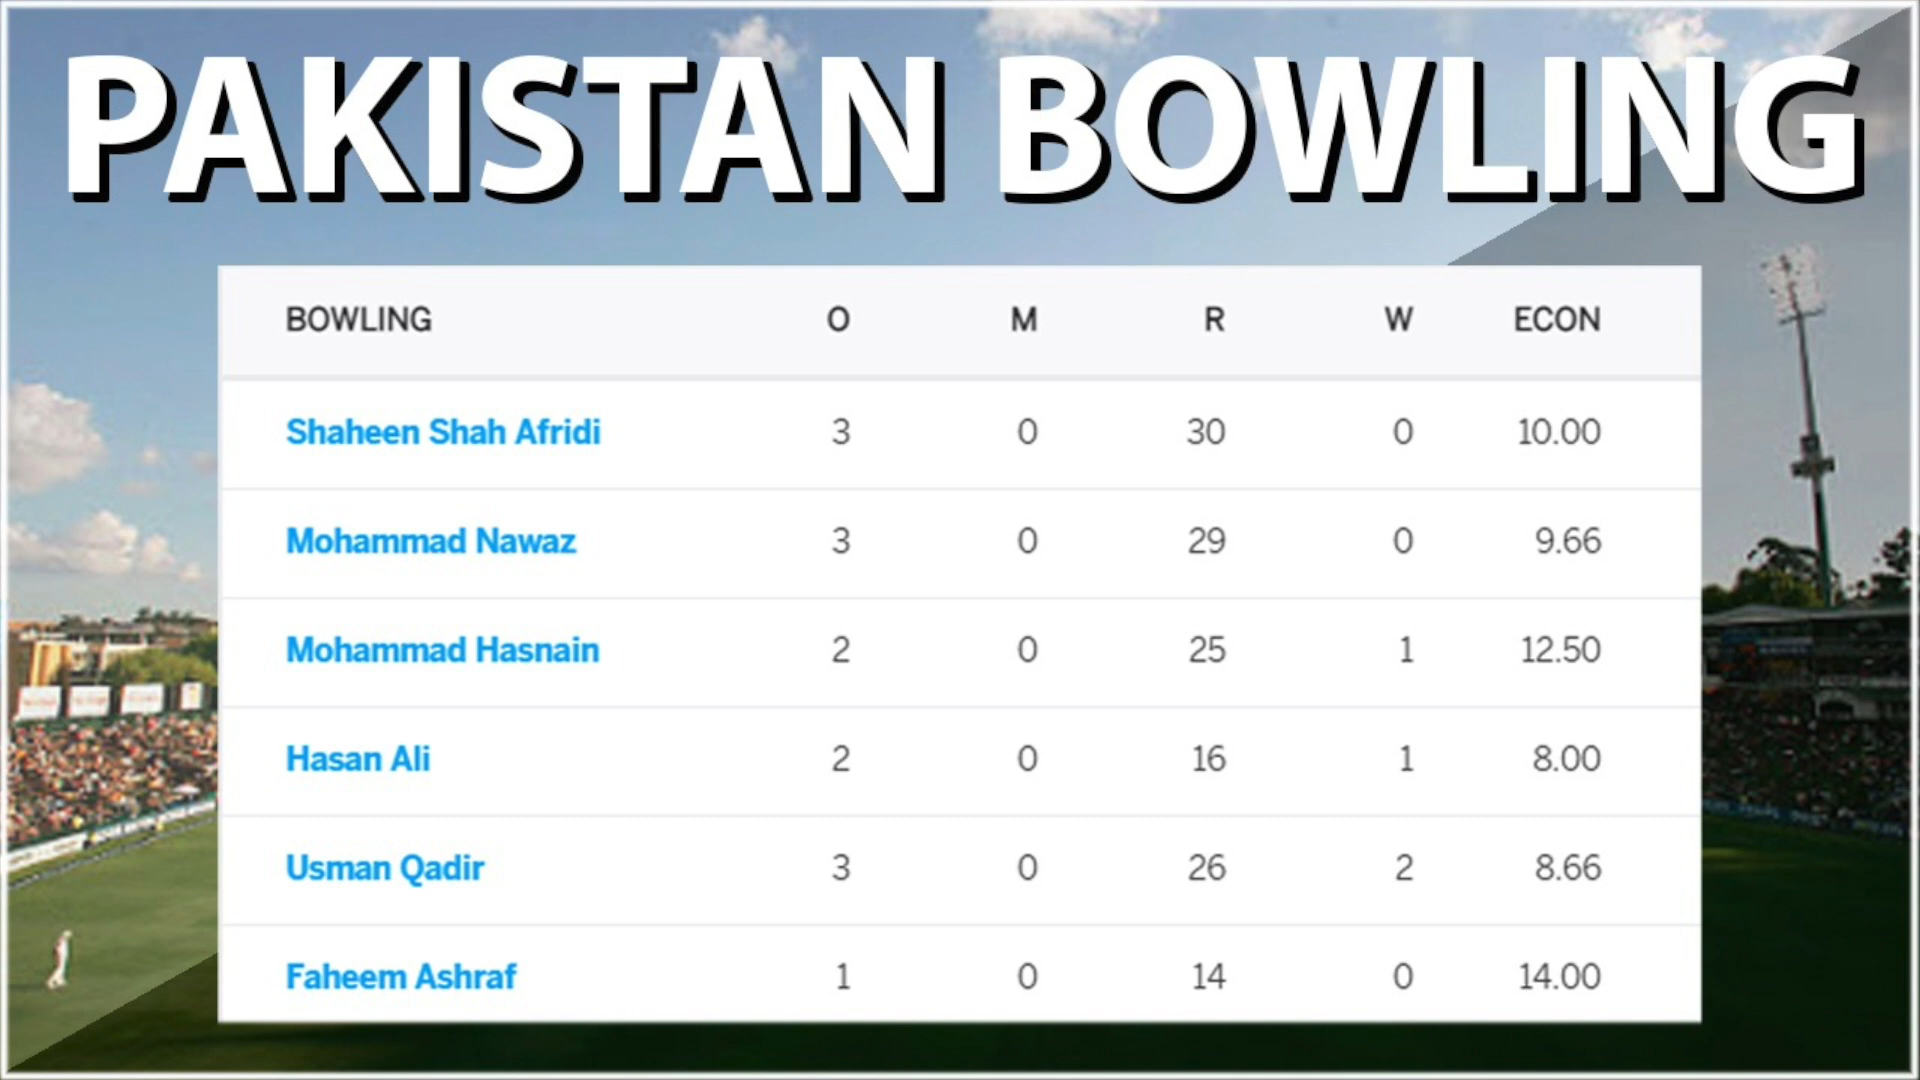 PAKISTAN BOWLING
BOWLING O M R W ECON
Shaheen Shah Afridi 3 0 30 0 10.00
Mohammad Nawaz 3 0 29 0 9.66
Mohammad Hasnain 2 0 25 1 12.50
Hasan Ali 2 0 16 1 8.00
Usman Qadir 3 0 26 2 8.66
Faheem Ashraf 1 0 14 0 14.00